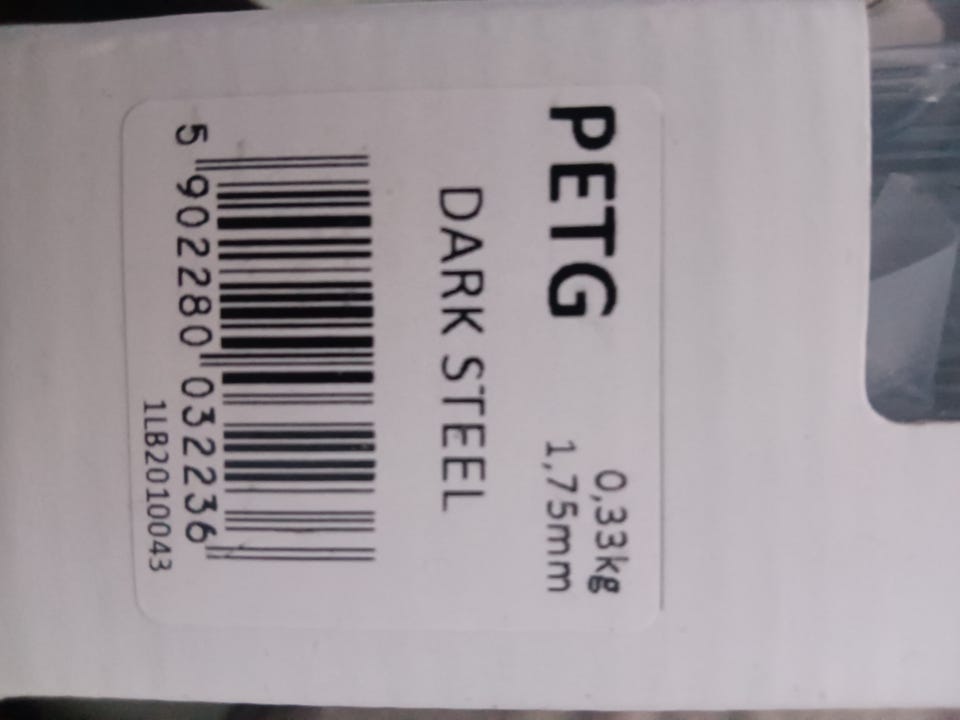 PETG
0,33kg
1,75mm
DARK STEEL
5 902280 032236
1LB2010043